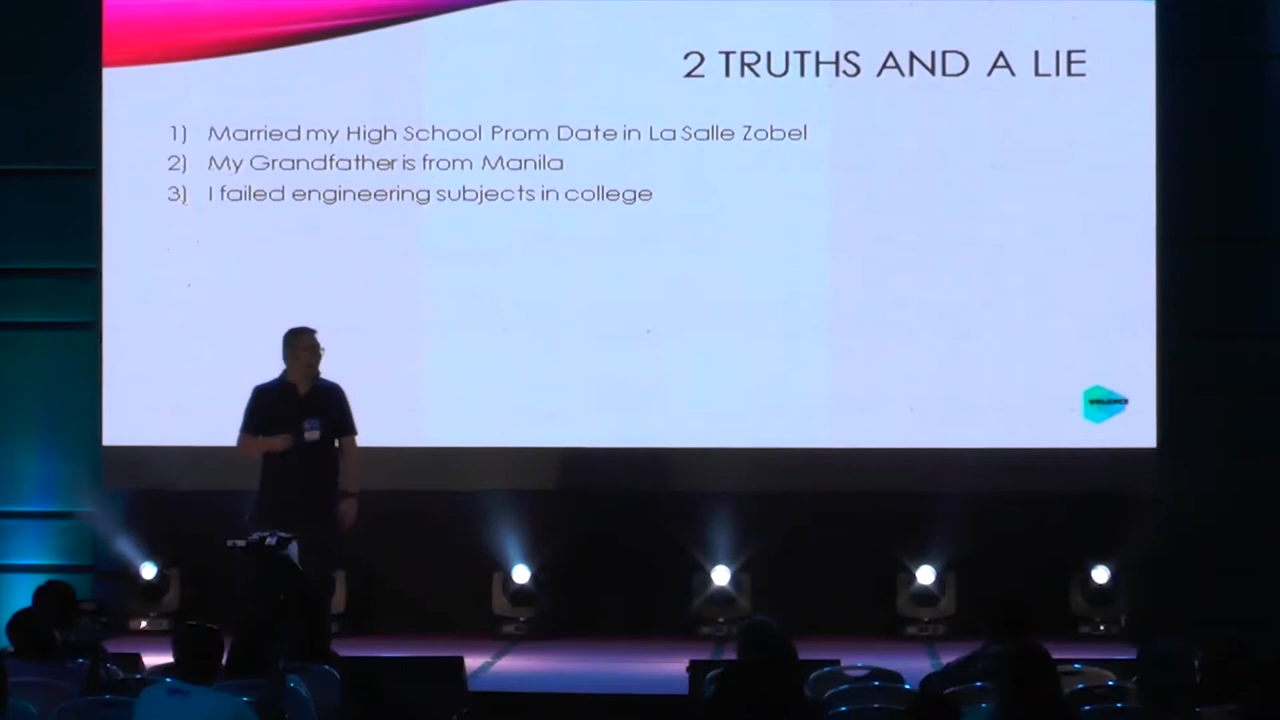 2 TRUTHS AND A LIE
1) Married my High School Prom Date in La Salle Zobel
2) My Grandfather is from Manila
3) I failed engineering subjects in college